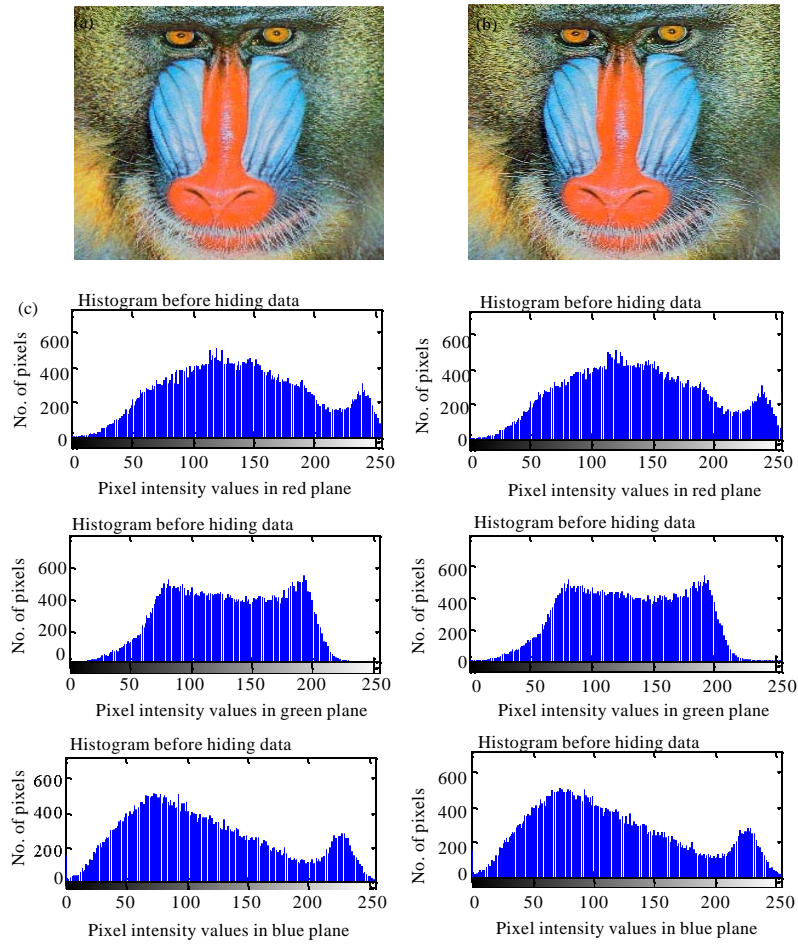 (a)
(b)
(c)
Histogram before hiding data
No. of pixels
600
400
200
0
0 50 100 150 200 250
Pixel intensity values in red plane
Histogram before hiding data
No. of pixels
600
400
200
0
0 50 100 150 200 250
Pixel intensity values in red plane
Histogram before hiding data
No. of pixels
600
400
200
0
0 50 100 150 200 250
Pixel intensity values in green plane
Histogram before hiding data
No. of pixels
600
400
200
0
0 50 100 150 200 250
Pixel intensity values in green plane
Histogram before hiding data
No. of pixels
600
400
200
0
0 50 100 150 200 250
Pixel intensity values in blue plane
Histogram before hiding data
No. of pixels
600
400
200
0
0 50 100 150 200 250
Pixel intensity values in blue plane